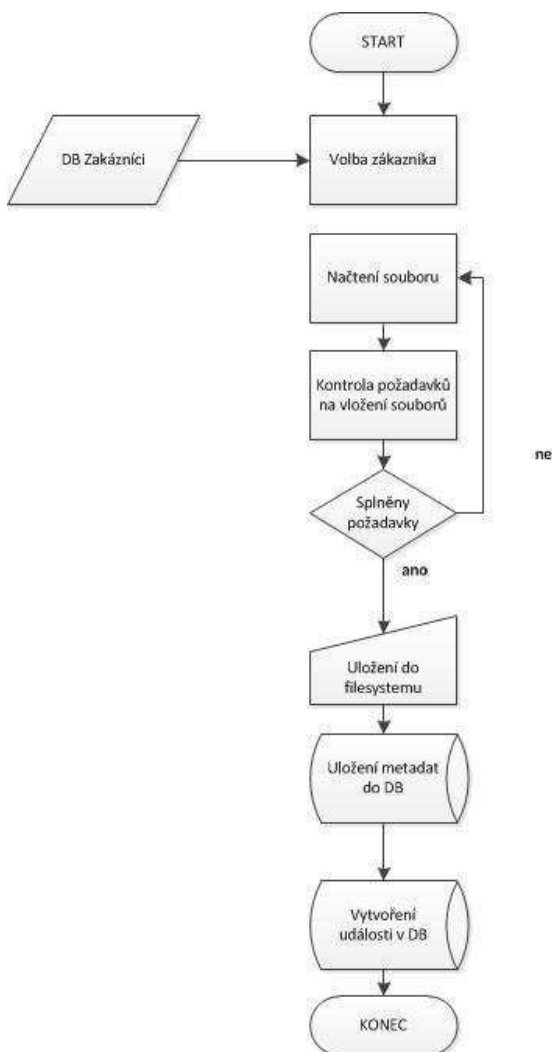 START
DB Zakázníci
Volba zákazníka
Načtení souboru
Kontrola požadavků
na vložení souborů
ne
Splněny
požadavky
ano
Uložení do
filesystemu
Uložení metadat
do DB
Vytvoření
události v DB
KONEC